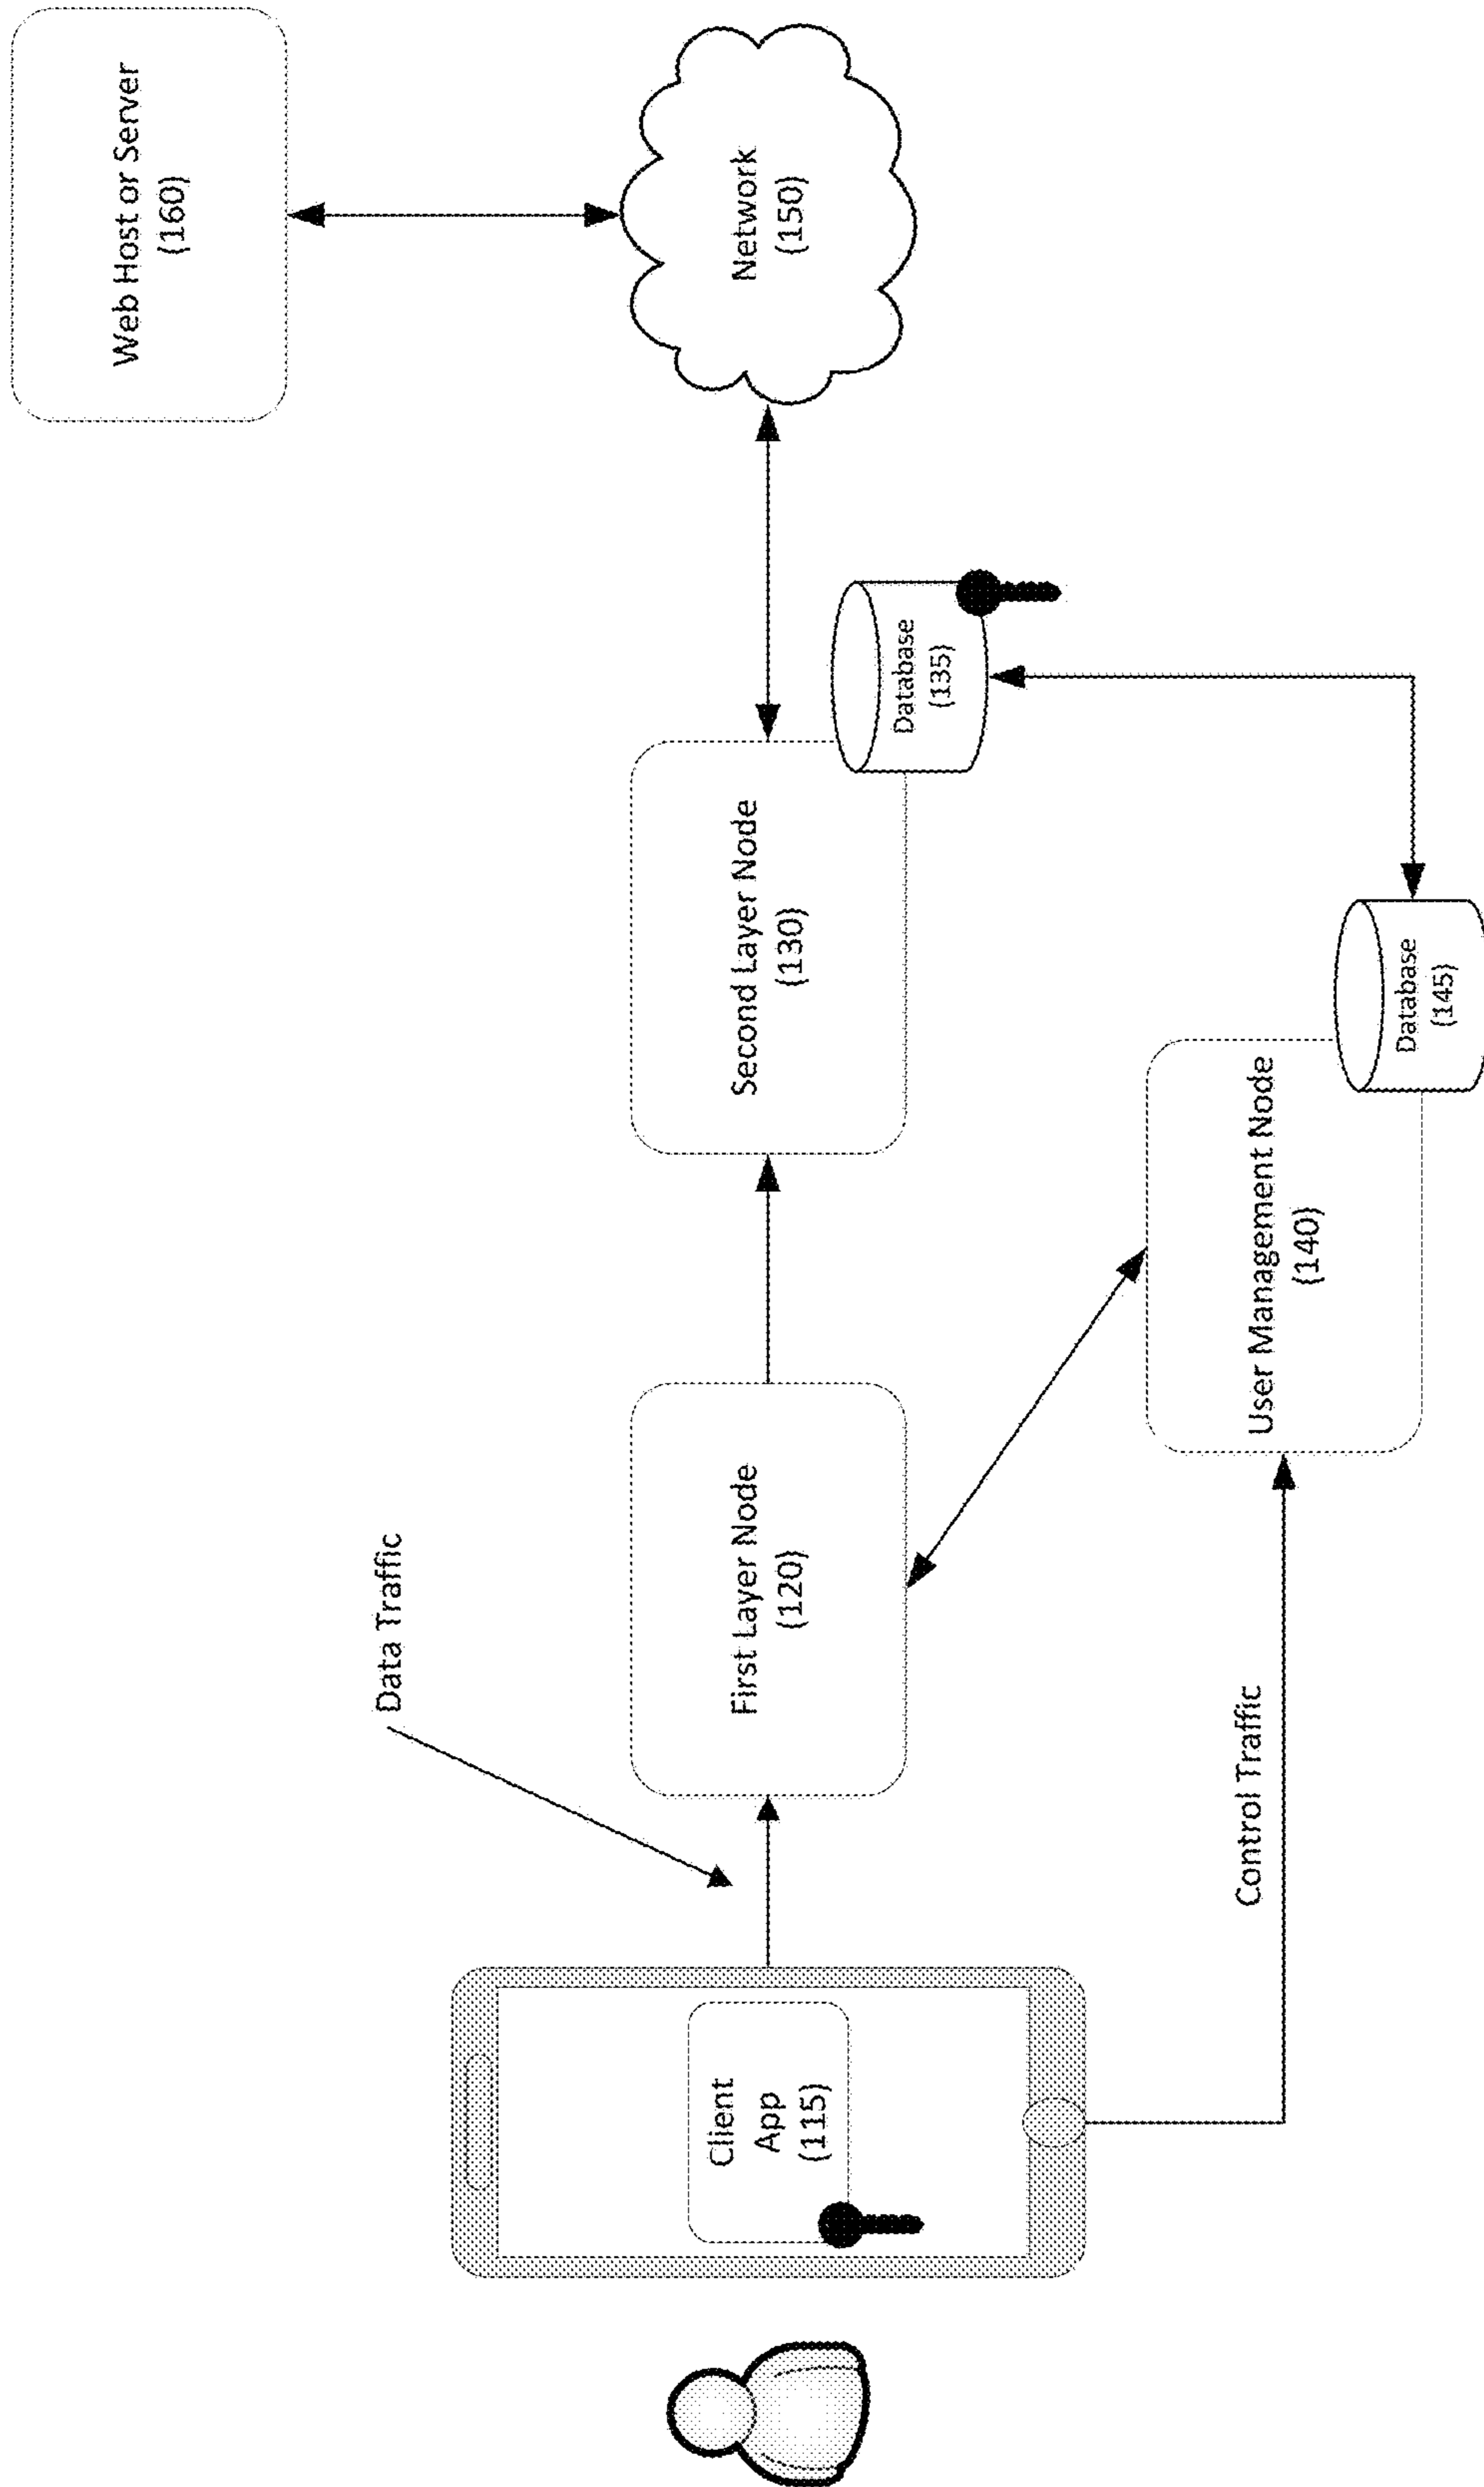 Web Host or Server
(160)
Data Traffic
Client
App
(115)
First Layer Node
(120)
Second Layer Node
(130)
Network
(150)
Database
(135)
Control Traffic
User Management Node
(140)
Database
(145)